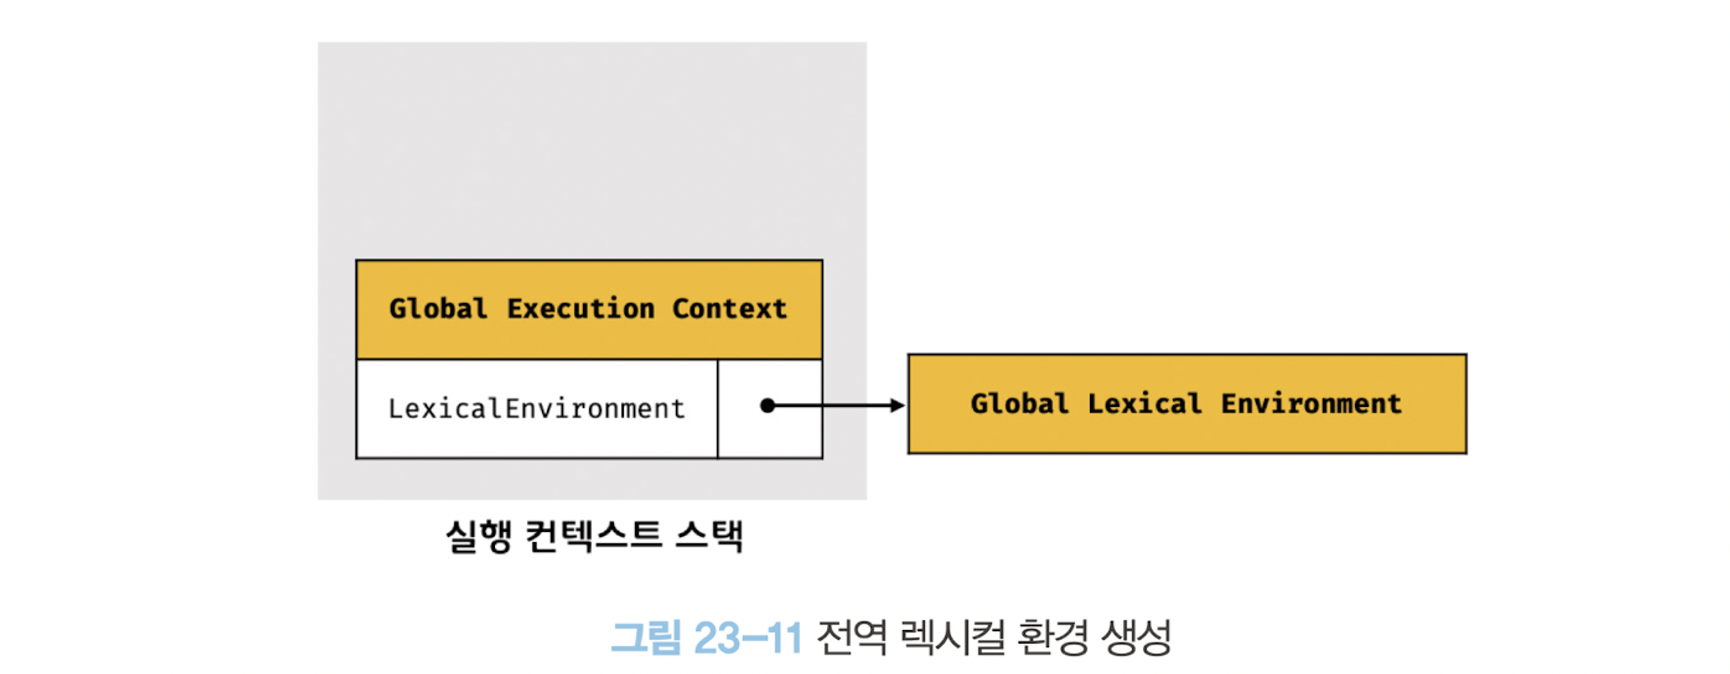 Global Execution Context
LexicalEnvironment
Global Lexical Environment
실행 컨텍스트 스택
그림 23-11 전역 렉시컬 환경 생성